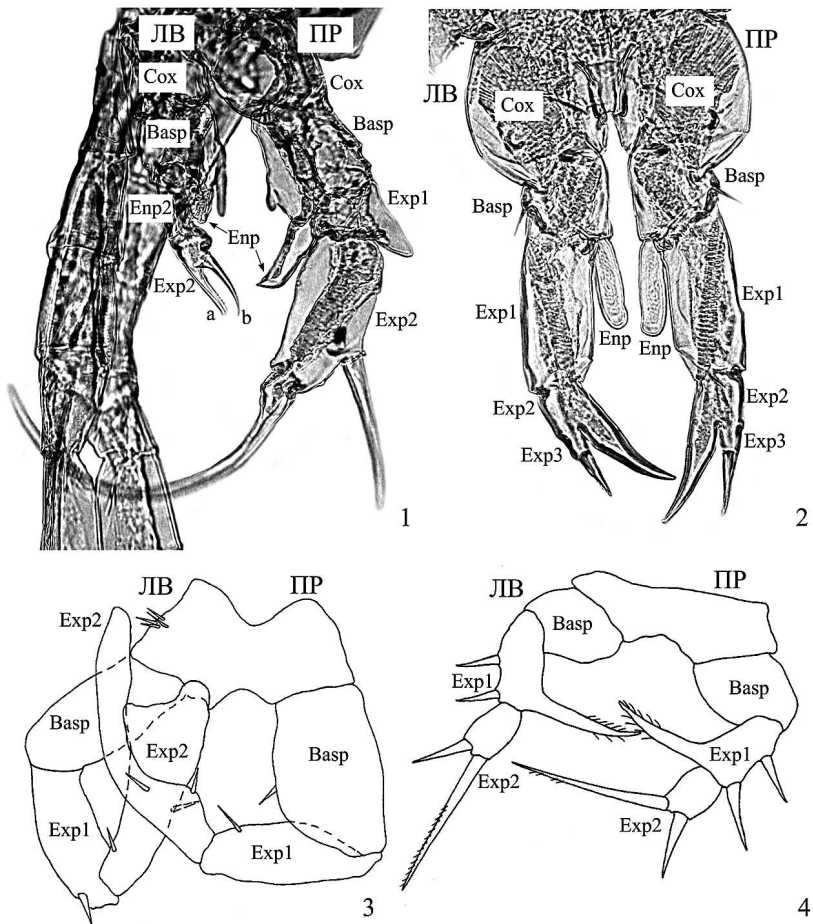 ЛВ
ПР
Cox
Cox
Basp
Basp
Enp2
Exp1
Enp
Exp2
Exp2
a
b
1
ПР
ЛВ
Cox
Cox
Basp
Basp
Exp1
Exp1
Enp
Enp
Exp2
Exp2
Exp3
Exp3
2
ЛВ
ПР
Exp2
Basp
Exp2
Basp
Exp1
Exp1
3
ЛВ
ПР
Basp
Exp1
Basp
Exp1
Exp2
Exp2
4